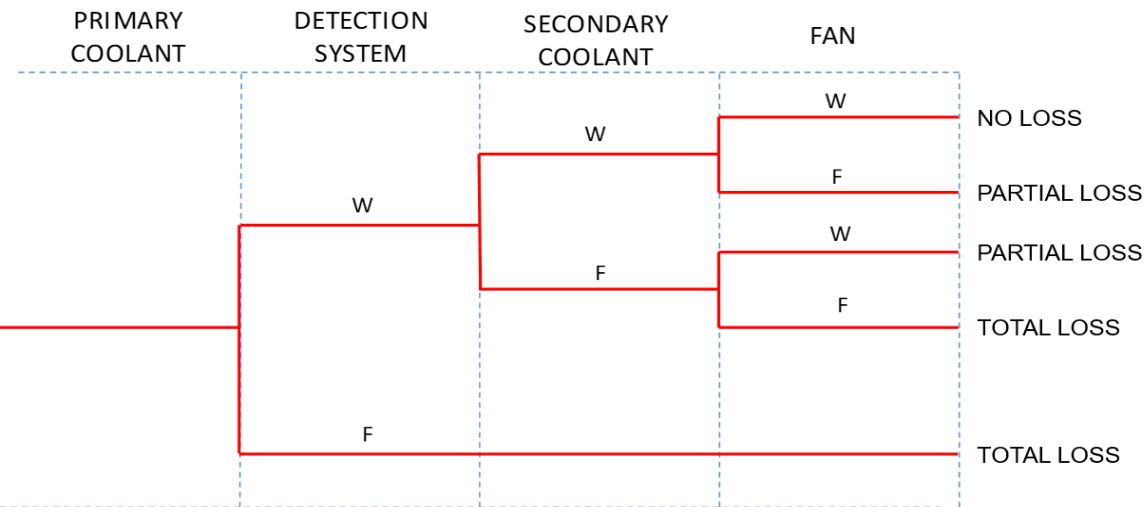 PRIMARY
COOLANT
DETECTION
SYSTEM
SECONDARY
COOLANT
FAN
W
NO LOSS
W
F
PARTIAL LOSS
W
W
PARTIAL LOSS
F
F
TOTAL LOSS
F
TOTAL LOSS